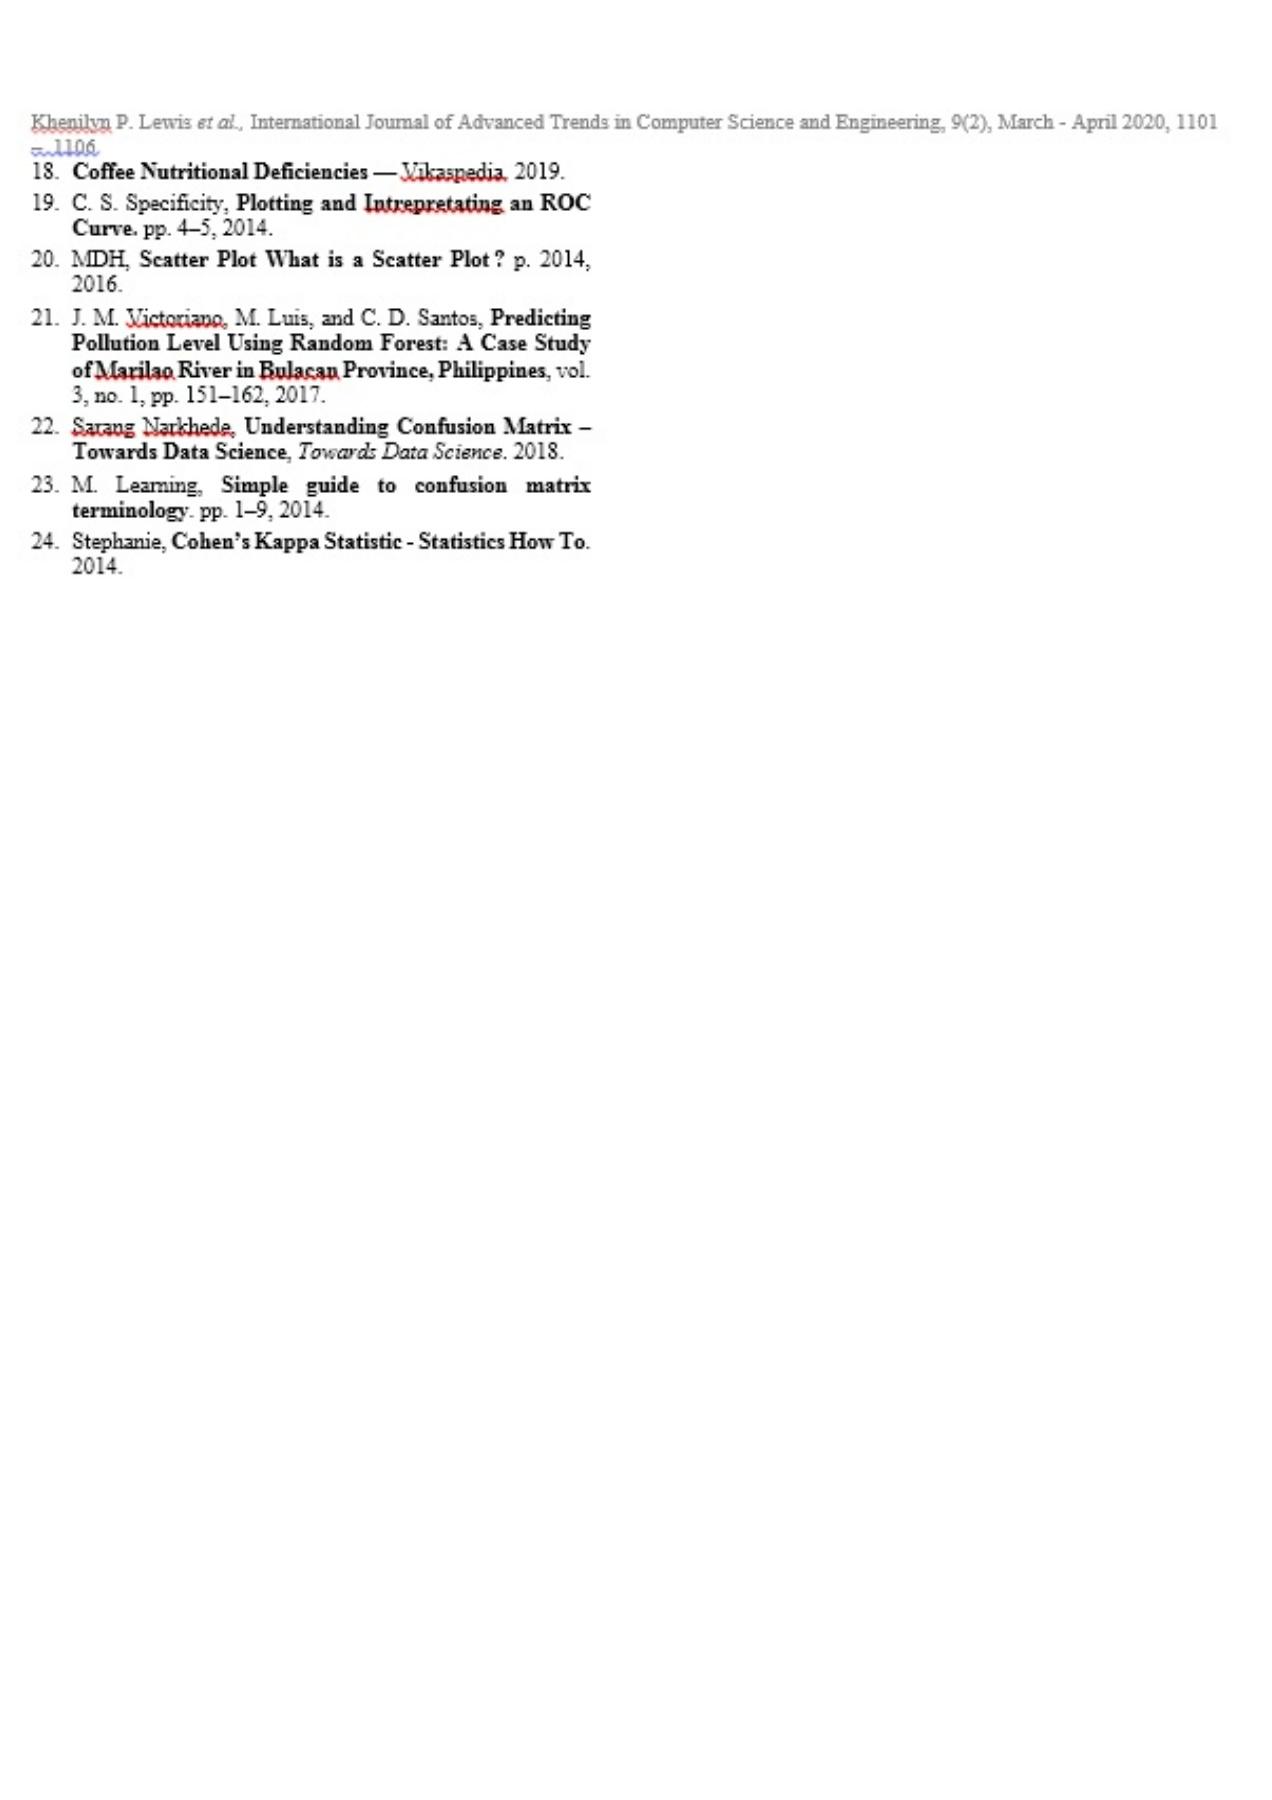 Khenilyn P. Lewis et al., International Journal of Advanced Trends in Computer Science and Engineering, 9(2), March - April 2020, 1101
– 1106
18. Coffee Nutritional Deficiencies — Vikaspedia. 2019.
19. C. S. Specificity, Plotting and Intrepretating an ROC
Curve. pp. 4–5, 2014.
20. MDH, Scatter Plot What is a Scatter Plot ? p. 2014,
2016.
21. J. M. Victoriano, M. Luis, and C. D. Santos, Predicting
Pollution Level Using Random Forest: A Case Study
of Marilao River in Bulacan Province, Philippines, vol.
3, no. 1, pp. 151–162, 2017.
22. Sarang Narkhede, Understanding Confusion Matrix –
Towards Data Science, Towards Data Science. 2018.
23. M. Learning, Simple guide to confusion matrix
terminology. pp. 1–9, 2014.
24. Stephanie, Cohen’s Kappa Statistic - Statistics How To.
2014.